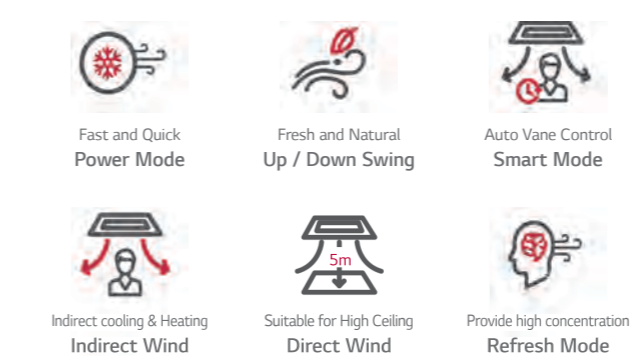 Fast and Quick
Power Mode
Fresh and Natural
Up / Down Swing
Auto Vane Control
Smart Mode
Indirect cooling & Heating
Indirect Wind
5m
Suitable for High Ceiling
Direct Wind
Provide high concentration
Refresh Mode